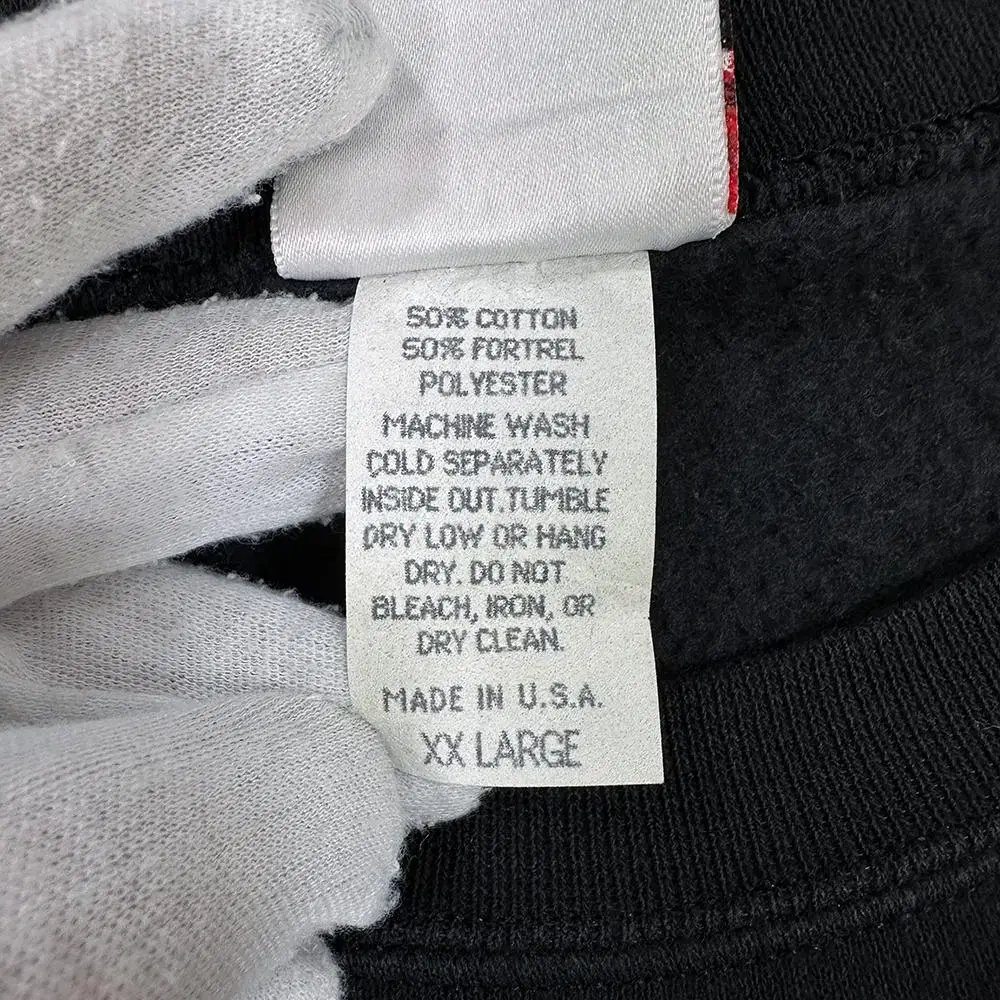 50% COTTON
50% FORTREL
POLYESTER
MACHINE WASH
COLD SEPARATELY
INSIDE OUT. TUMBLE
DRY LOW OR HANG
DRY. DO NOT
BLEACH, IRON, OR
DRY CLEAN.
MADE IN U.S.A.
XX LARGE